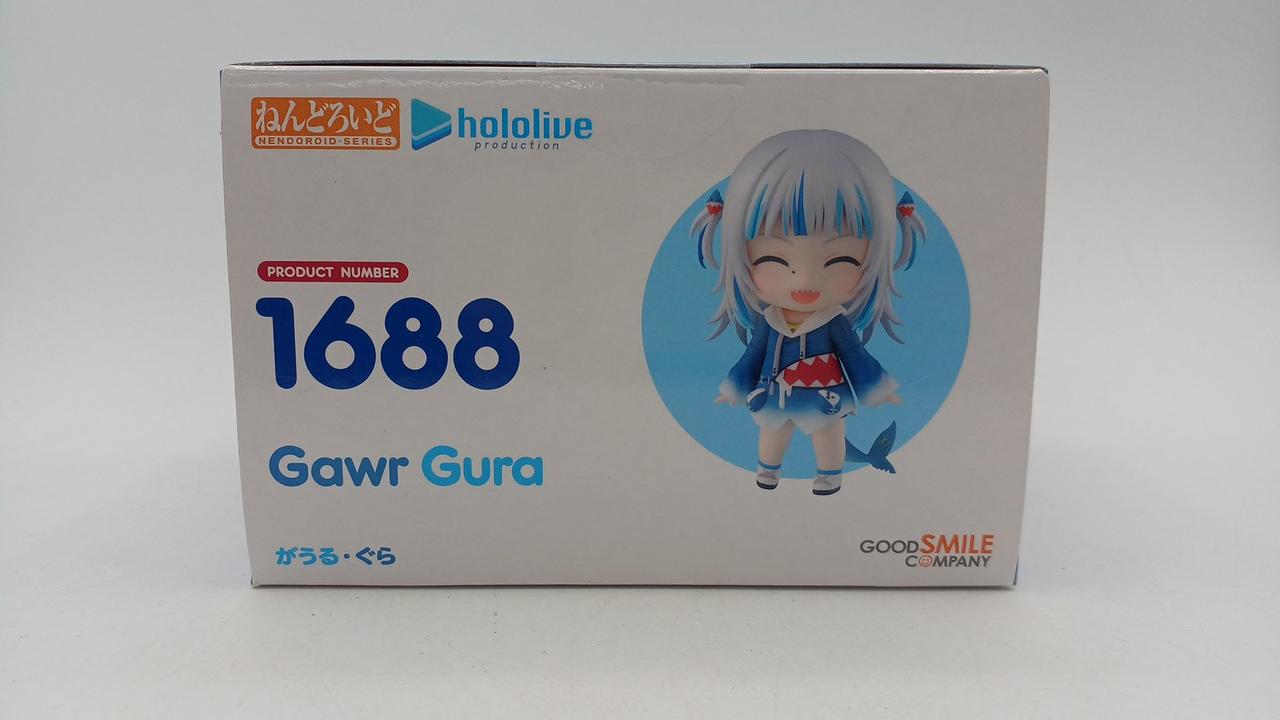 ねんどろいど
NENDOROID-SERIES
hololive
production
PRODUCT NUMBER
1688
Gawr Gura
がうる・ぐら
GOODSMILE
COMPANY